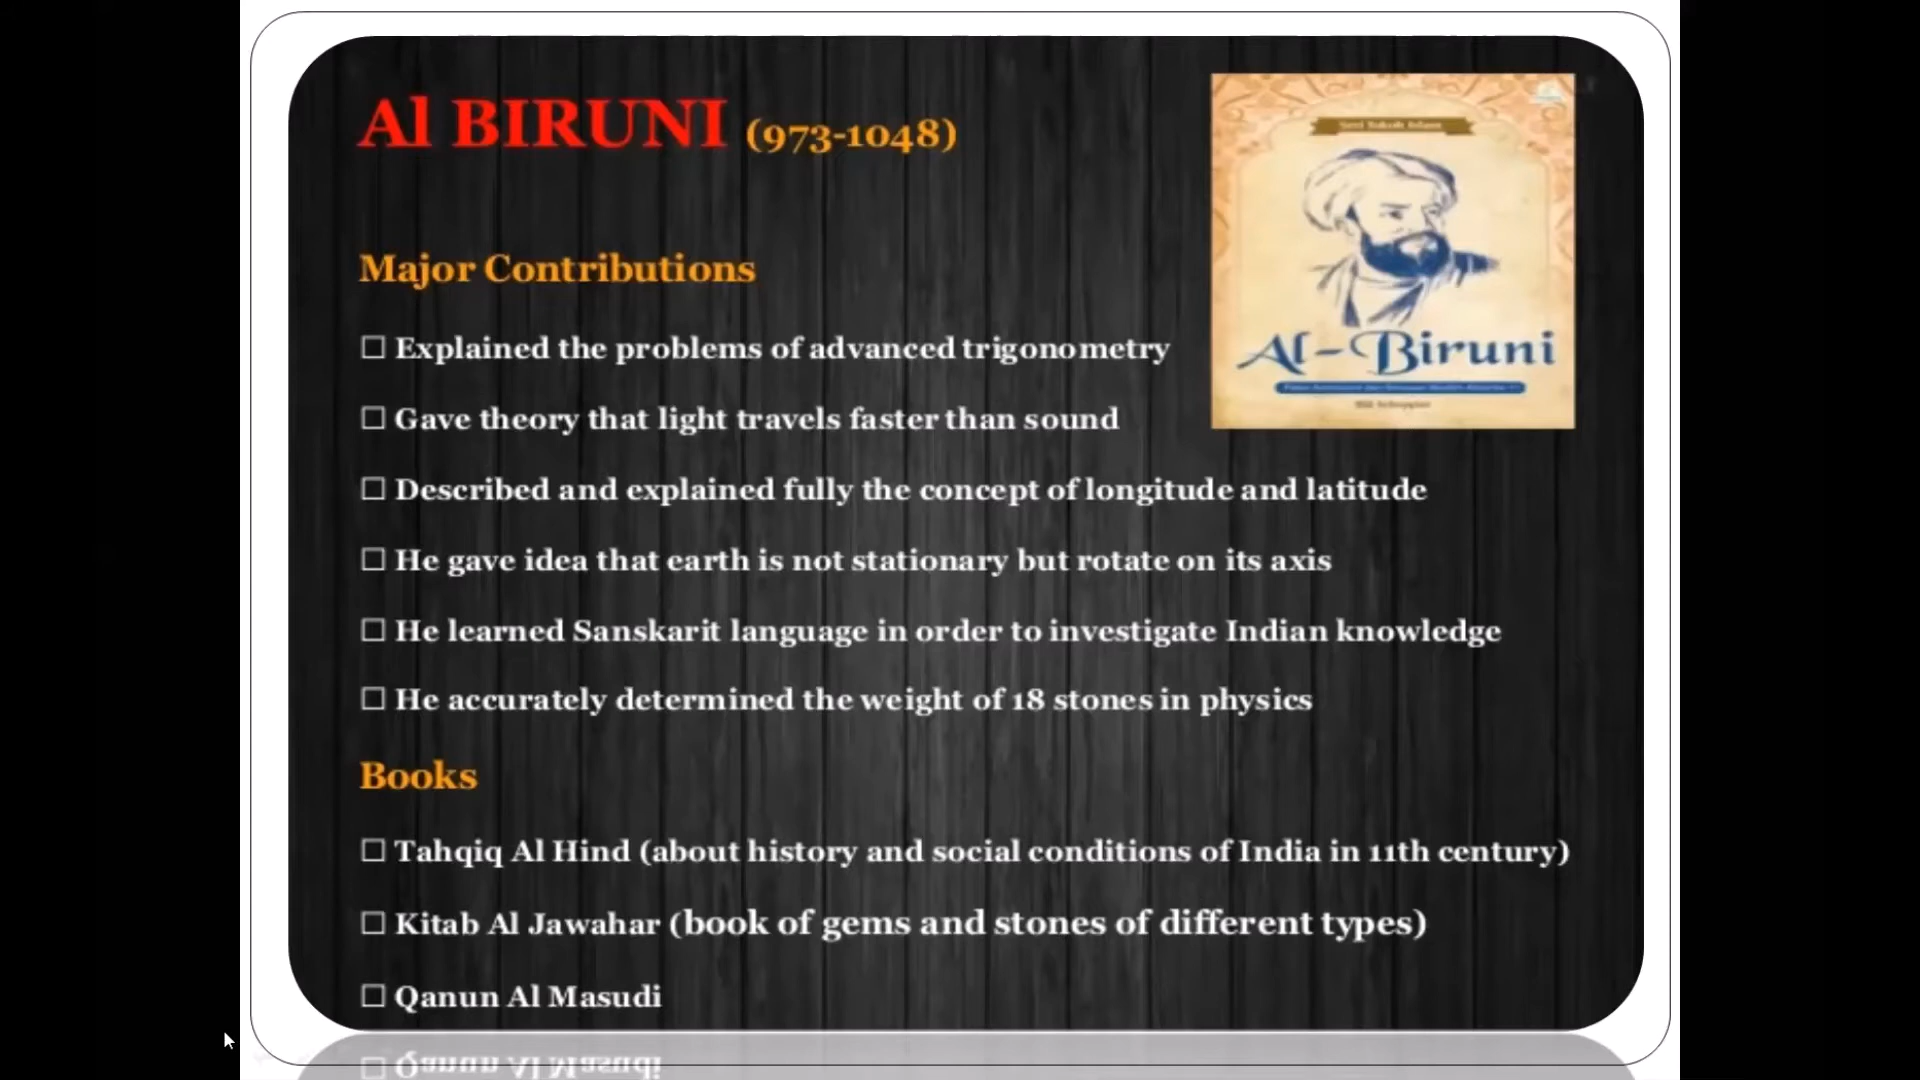 Al BIRUNI (973-1048)
Al-Biruni
Major Contributions
☐ Explained the problems of advanced trigonometry
☐ Gave theory that light travels faster than sound
☐ Described and explained fully the concept of longitude and latitude
☐ He gave idea that earth is not stationary but rotate on its axis
☐ He learned Sanskarit language in order to investigate Indian knowledge
☐ He accurately determined the weight of 18 stones in physics
Books
☐ Tahqiq Al Hind (about history and social conditions of India in 11th century)
☐ Kitab Al Jawahar (book of gems and stones of different types)
☐ Qanun Al Masudi